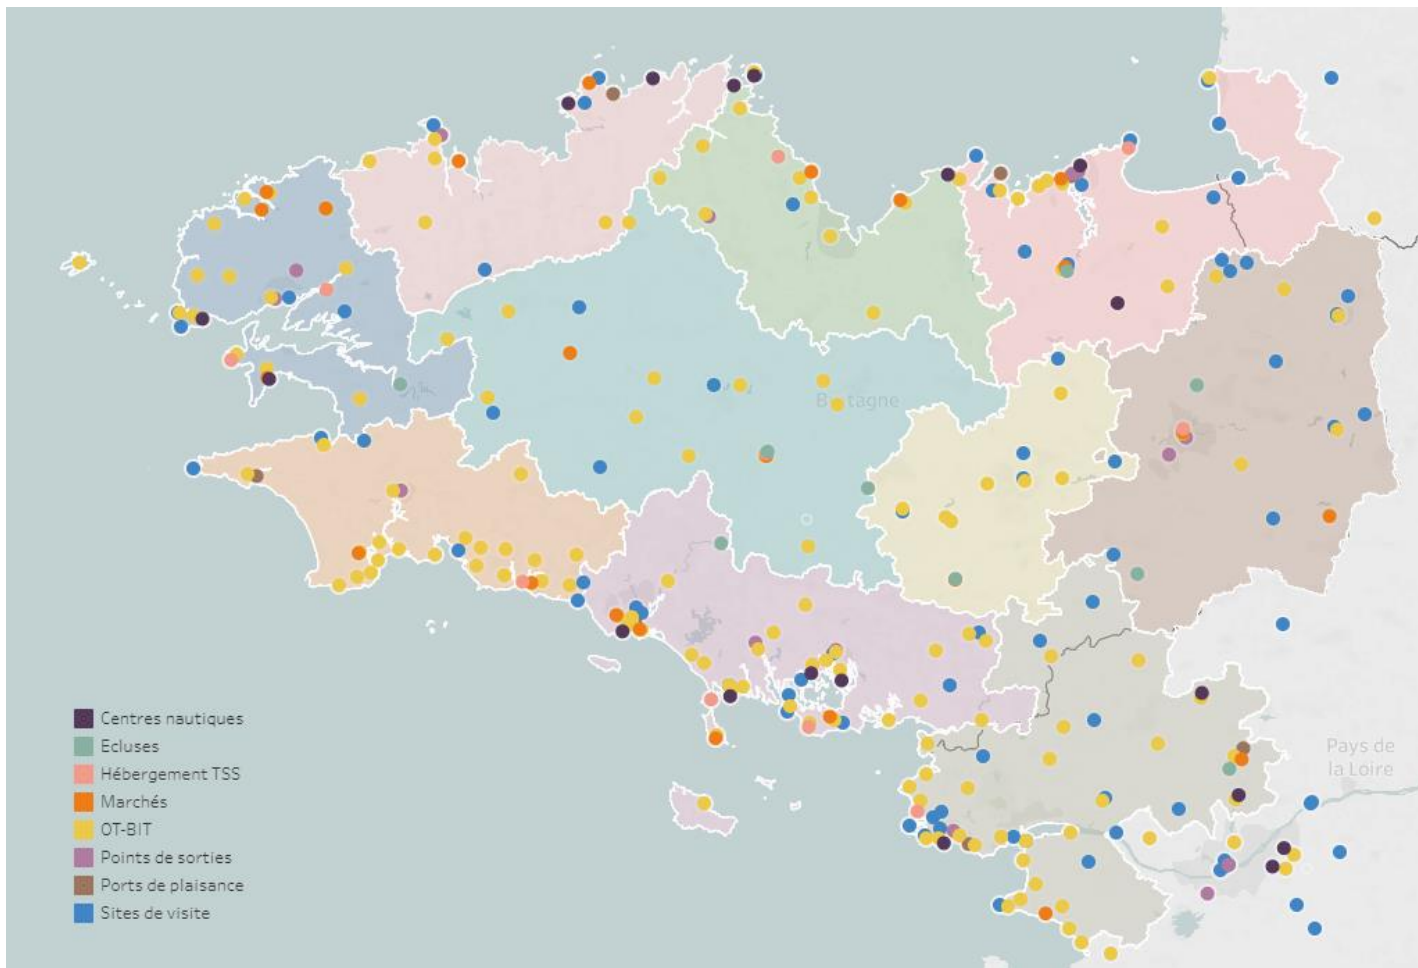 Bretagne
Centres nautiques
Ecluses
Hébergement TSS
Marchés
OT-BIT
Points de sorties
Ports de plaisance
Sites de visite
Pays de
la Loire